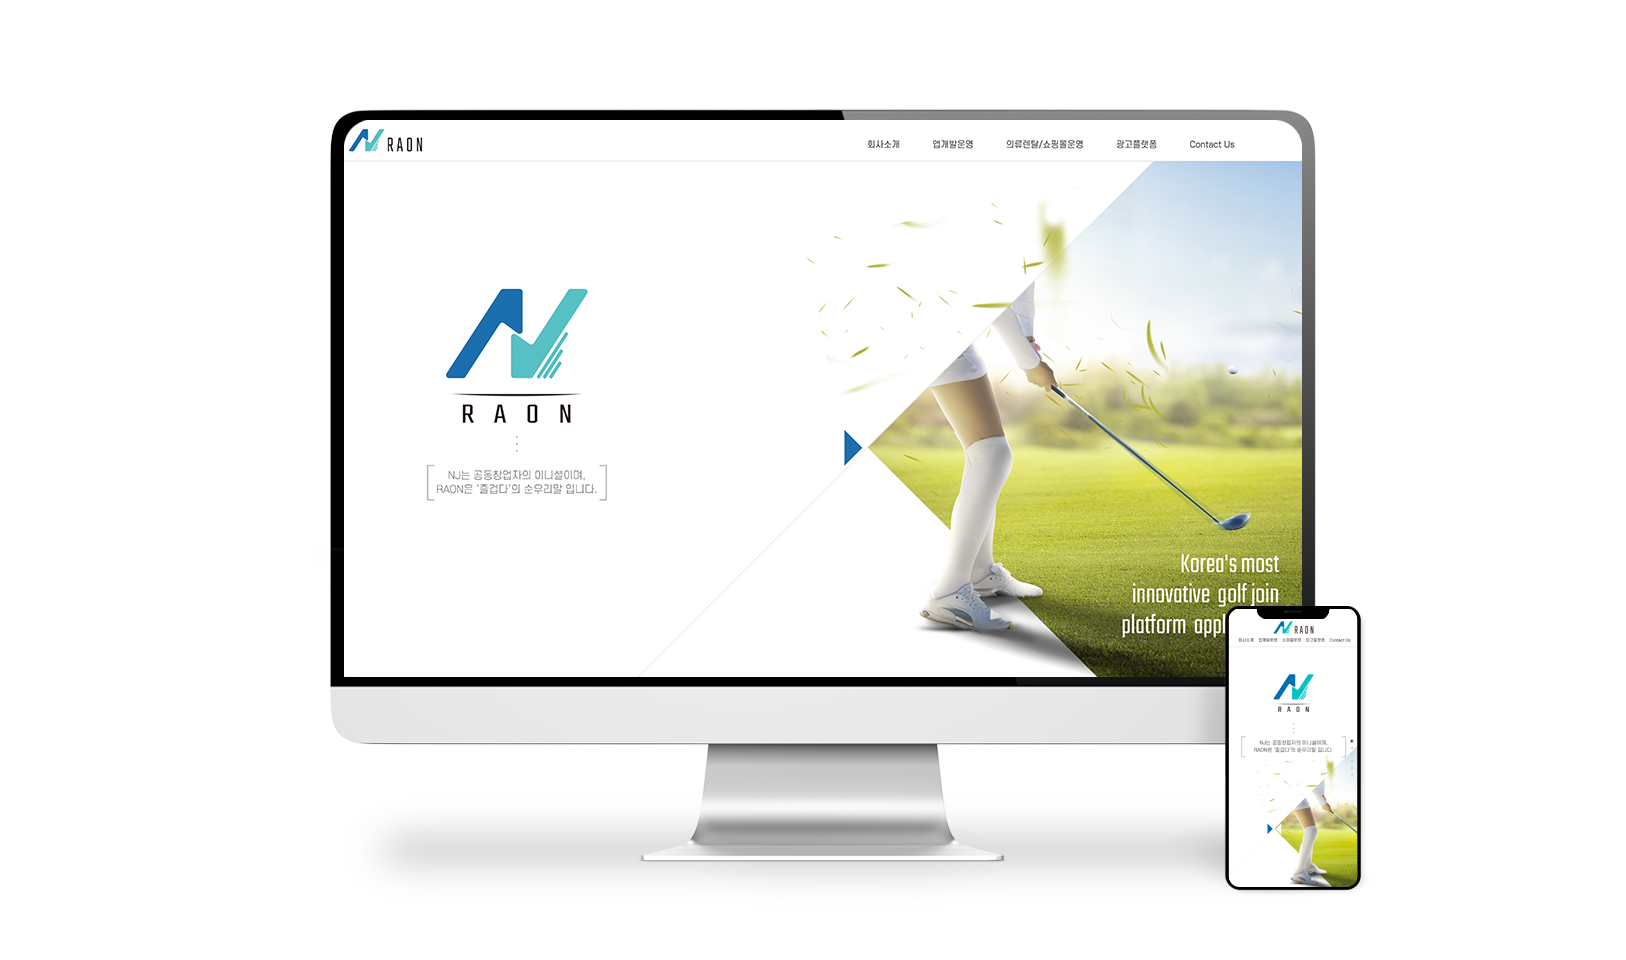 RAON
회사소개 앱개발운영 의류렌탈/쇼핑몰운영 광고플랫폼 Contact Us
RAON
NJ는 공동창업자의 이니셜이며,
RAON은 '즐겁다'의 순우리말 입니다.
Korea's most
innovative golf join
platform
RAON
회사소개 앱개발운영 쇼핑몰운영 광고플랫폼 Contact Us
RAON
NJ는 공동창업자의 이니셜이며,
RAON은 '즐겁다'의 순우리말 입니다.